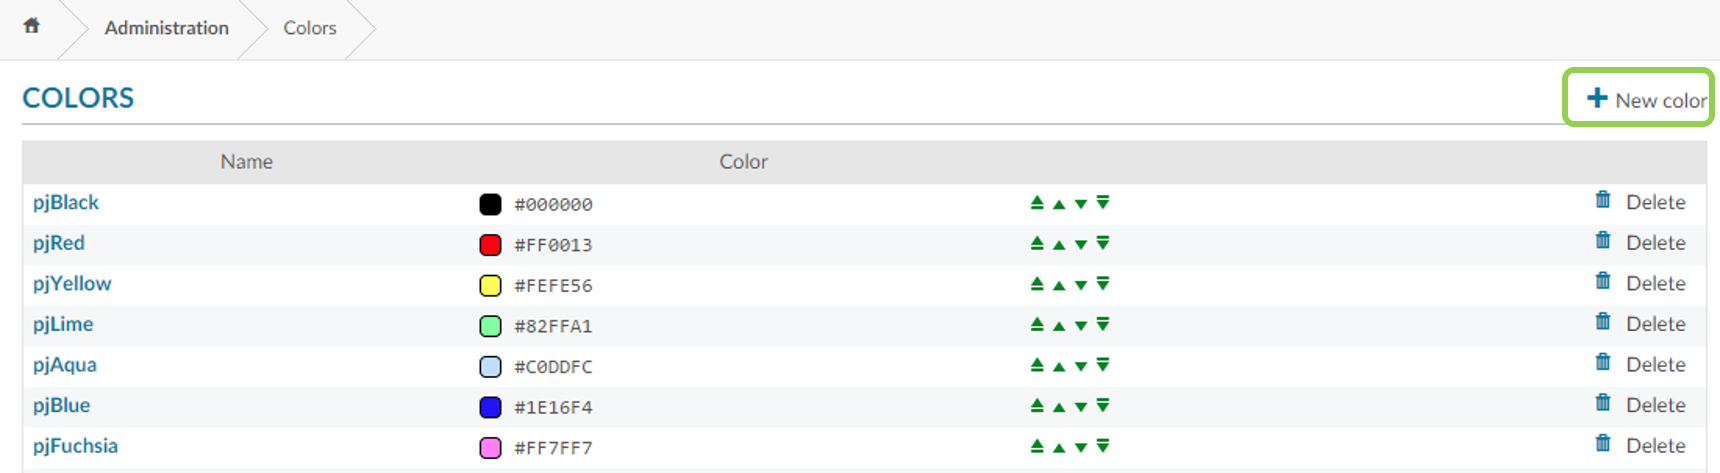 Administration Colors
COLORS
New color
Name Color
pjBlack #000000 Delete
pjRed #FF0013 Delete
pjYellow #FEFE56 Delete
pjLime #82FFA1 Delete
pjAqua #C0DDFC Delete
pjBlue #1E16F4 Delete
pjFuchsia #FF7FF7 Delete